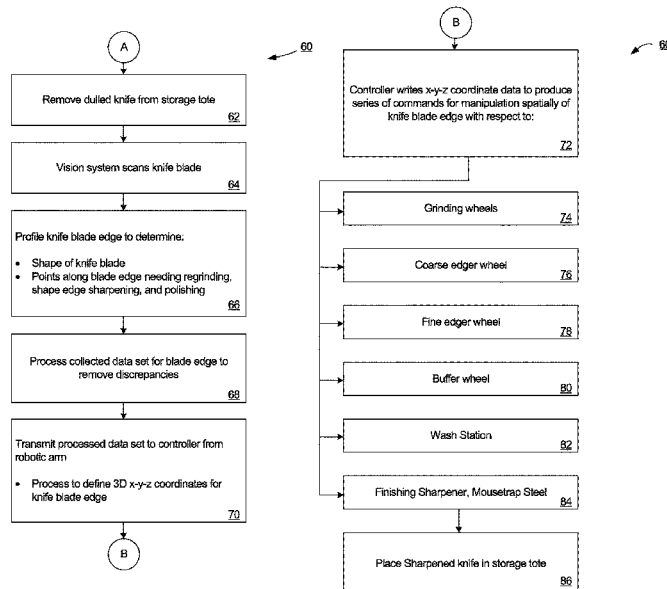 A
60
Remove dulled knife from storage tote
62
Vision system scans knife blade
64
Profile knife blade edge to determine:
• Shape of knife blade
• Points along blade edge needing regrinding,
shape edge sharpening, and polishing
66
Process collected data set for blade edge to
remove discrepancies
68
Transmit processed data set to controller from
robotic arm
• Process to define 3D x-y-z coordinates for
knife blade edge
70
B
B
Controller writes x-y-z coordinate data to produce
series of commands for manipulation spatially of
knife blade edge with respect to:
72
Grinding wheels
74
Coarse edger wheel
76
Fine edger wheel
78
Buffer wheel
80
Wash Station
82
Finishing Sharpener, Mousetrap Steel
84
Place Sharpened knife in storage tote
86